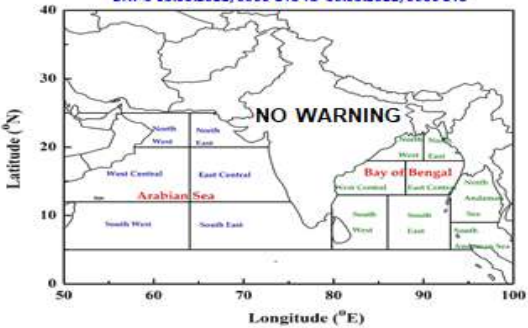 40
30
20
10
0
50
60
70
80
90
100
Latitude (°N)
Longitude (°E)
NO WARNING
North
West
North
East
West Central
East Central
Arabian Sea
South West
South East
North
West
North
East
Bay of Bengal
West Central
East Central
South
West
South
East
North
Andaman
Sea
South
Andaman Sea